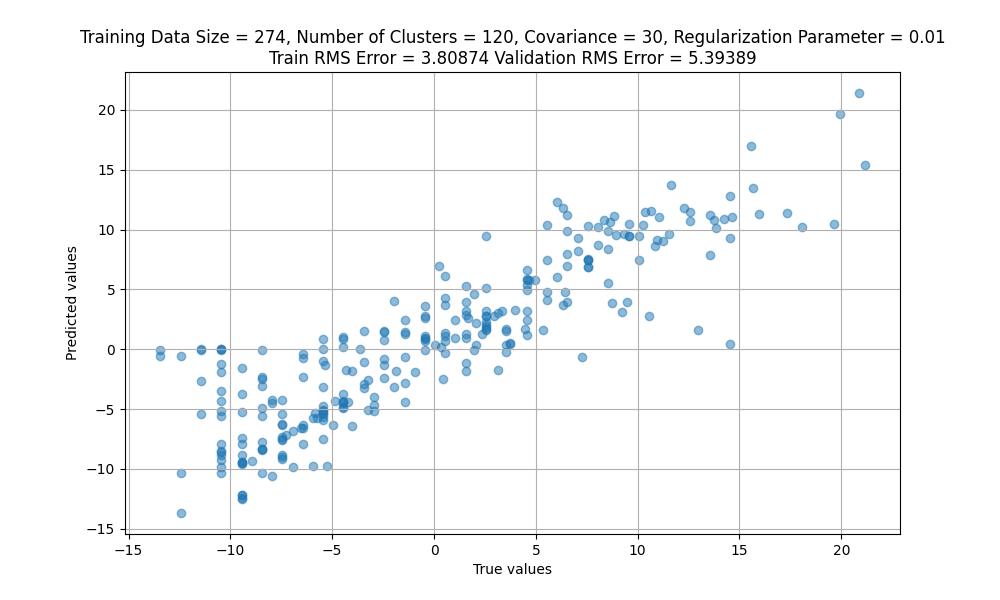 Training Data Size = 274, Number of Clusters = 120, Covariance = 30, Regularization Parameter = 0.01
Train RMS Error = 3.80874 Validation RMS Error = 5.39389
20
15
10
5
0
−5
−10
−15
Predicted values
−15 −10 −5 0 5 10 15 20
True values